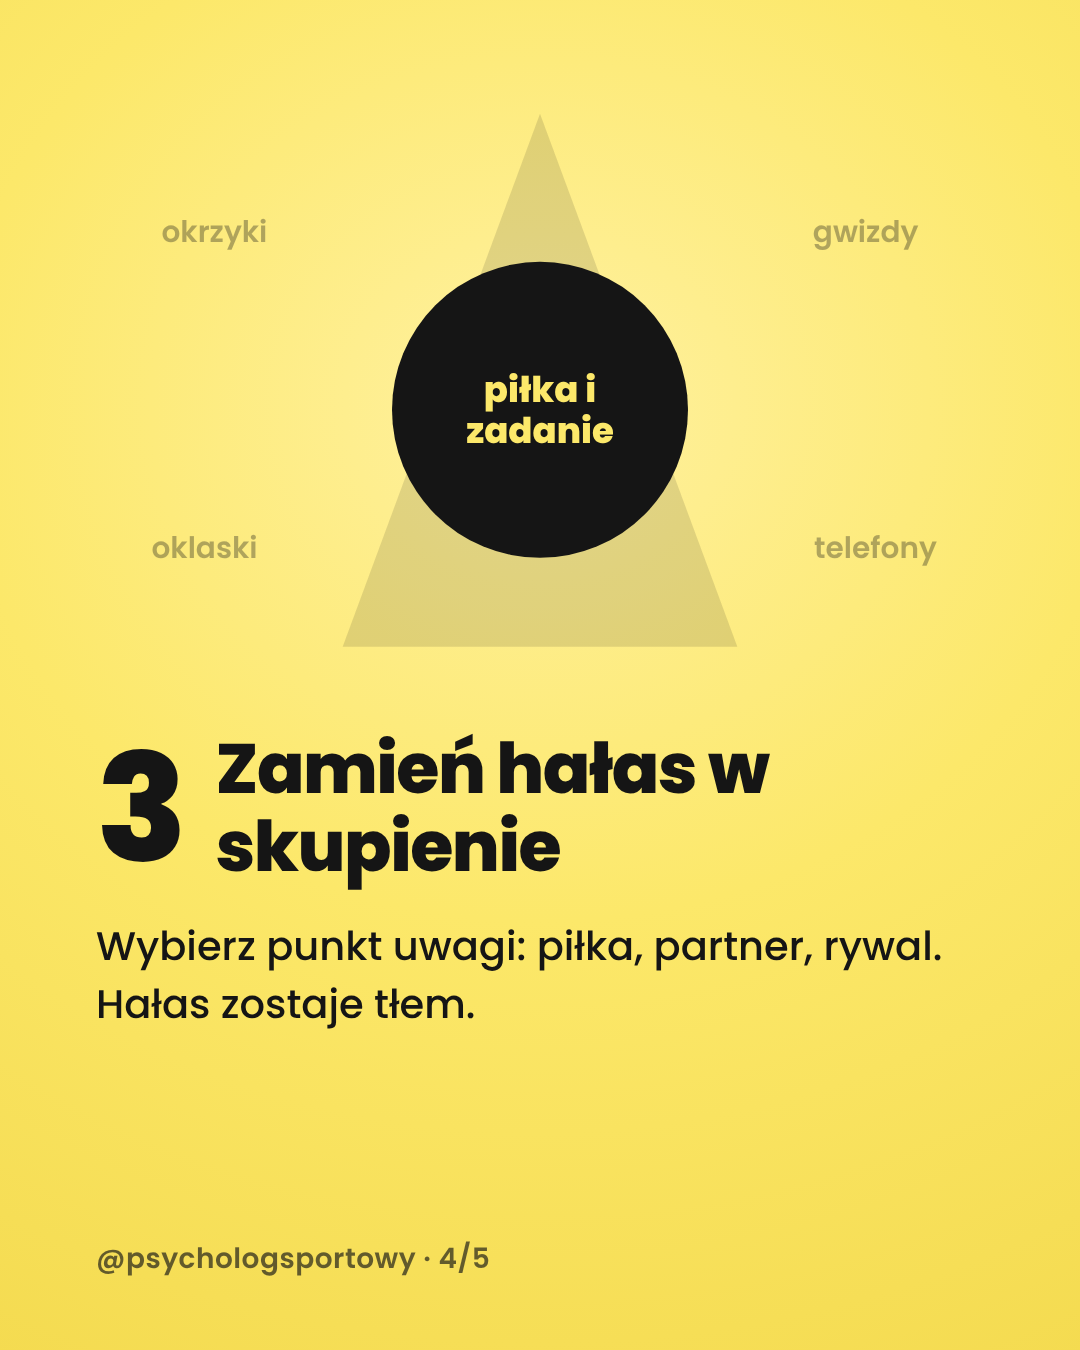 okrzyki
gwizdy
piłka i
zadanie
oklaski
telefony
3
Zamień hałas w
skupienie
Wybierz punkt uwagi: piłka, partner, rywal.
Hałas zostaje tłem.
@psychologsportowy · 4/5